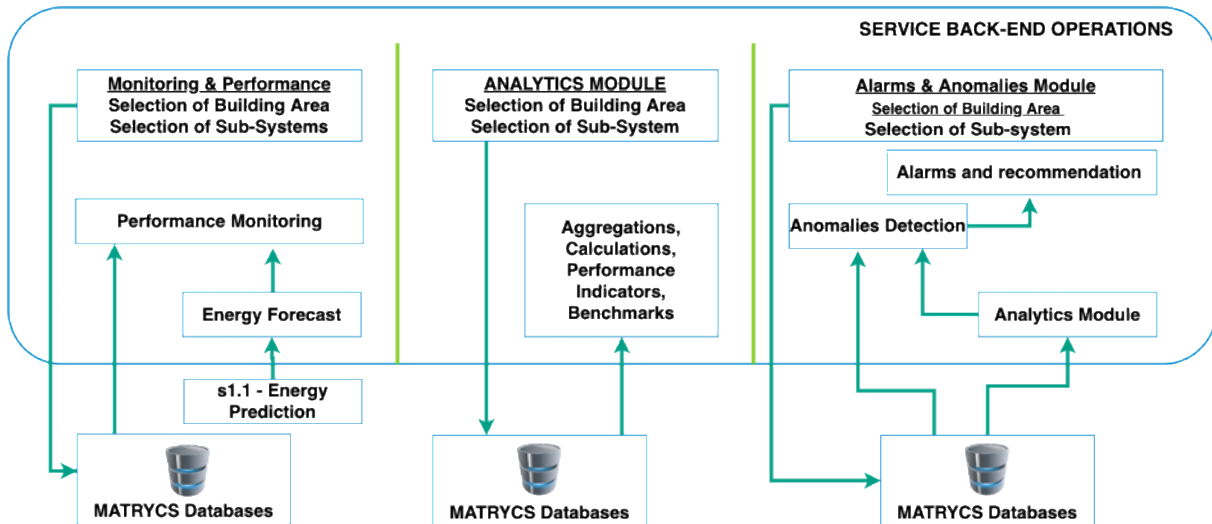 SERVICE BACK-END OPERATIONS
Monitoring & Performance
Selection of Building Area
Selection of Sub-Systems
Performance Monitoring
Energy Forecast
s1.1 - Energy
Prediction
MATRYCS Databases
ANALYTICS MODULE
Selection of Building Area
Selection of Sub-System
Aggregations,
Calculations,
Performance
Indicators,
Benchmarks
MATRYCS Databases
Alarms & Anomalies Module
Selection of Building Area
Selection of Sub-system
Alarms and recommendation
Anomalies Detection
Analytics Module
MATRYCS Databases